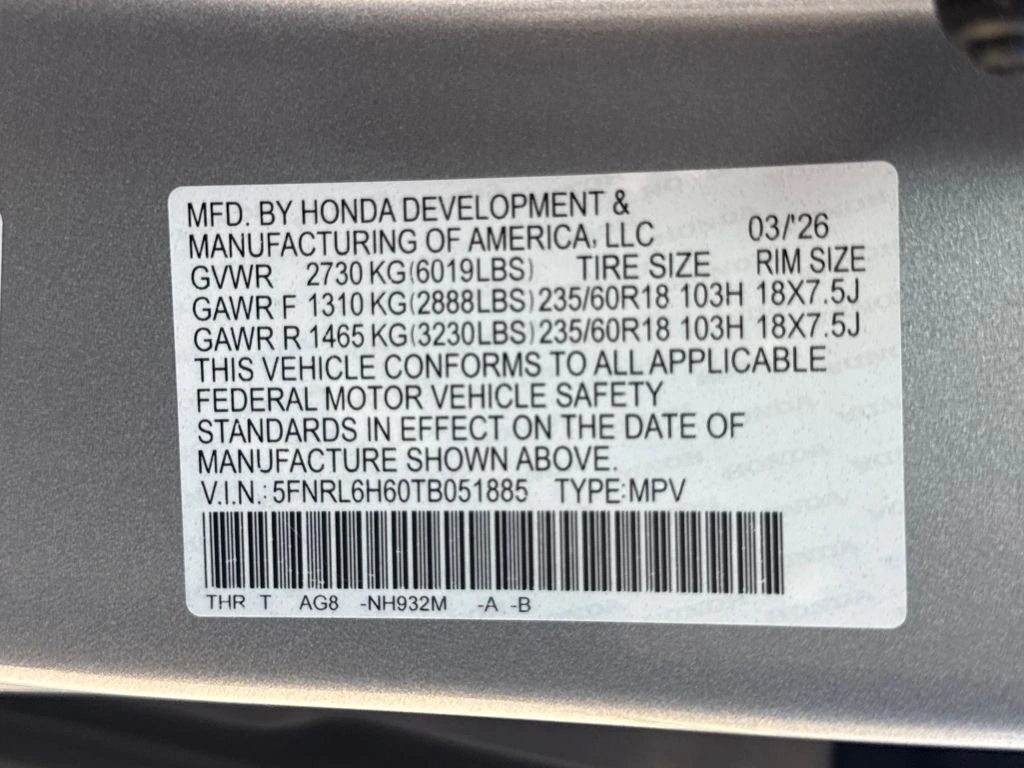 MFD. BY HONDA DEVELOPMENT &
MANUFACTURING OF AMERICA, LLC 03/'26
GVWR 2730 KG(6019LBS) TIRE SIZE RIM SIZE
GAWR F 1310 KG(2888LBS) 235/60R18 103H 18X7.5J
GAWR R 1465 KG(3230LBS) 235/60R18 103H 18X7.5J
THIS VEHICLE CONFORMS TO ALL APPLICABLE
FEDERAL MOTOR VEHICLE SAFETY
STANDARDS IN EFFECT ON THE DATE OF
MANUFACTURE SHOWN ABOVE.
V.I.N.: 5FNRL6H60TB051885 TYPE:MPV
THR T AG8 -NH932M -A -B